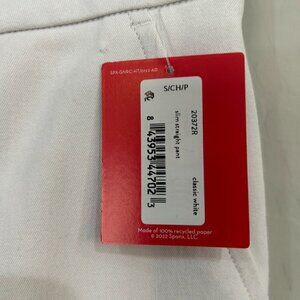 S/CH/P
20372R
slim straight pant
classic white
8 43953 44702 3
Made of 100% recycled paper
© 2022 Spanx, LLC